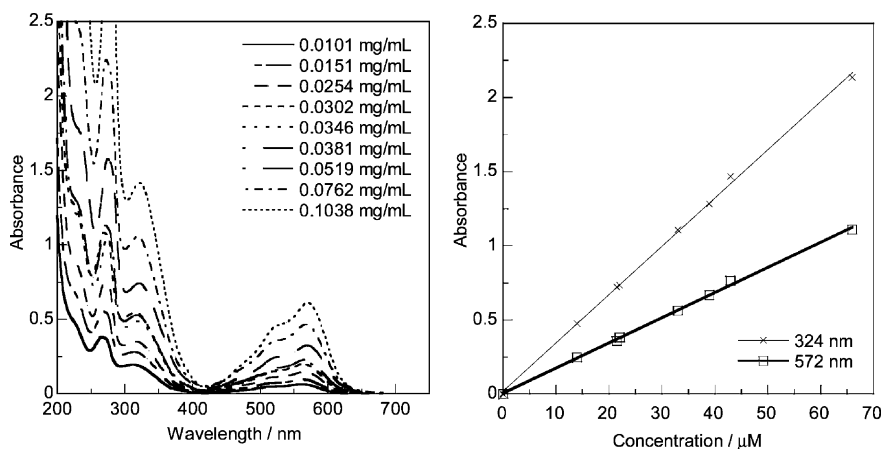 2.5
2
1.5
1
0.5
0
Absorbance
200 300 400 500 600 700
Wavelength / nm
0.0101 mg/mL
0.0151 mg/mL
0.0254 mg/mL
0.0302 mg/mL
0.0346 mg/mL
0.0381 mg/mL
0.0519 mg/mL
0.0762 mg/mL
0.1038 mg/mL
2.5
2
1.5
1
0.5
0
Absorbance
0 10 20 30 40 50 60 70
Concentration / μM
324 nm
572 nm